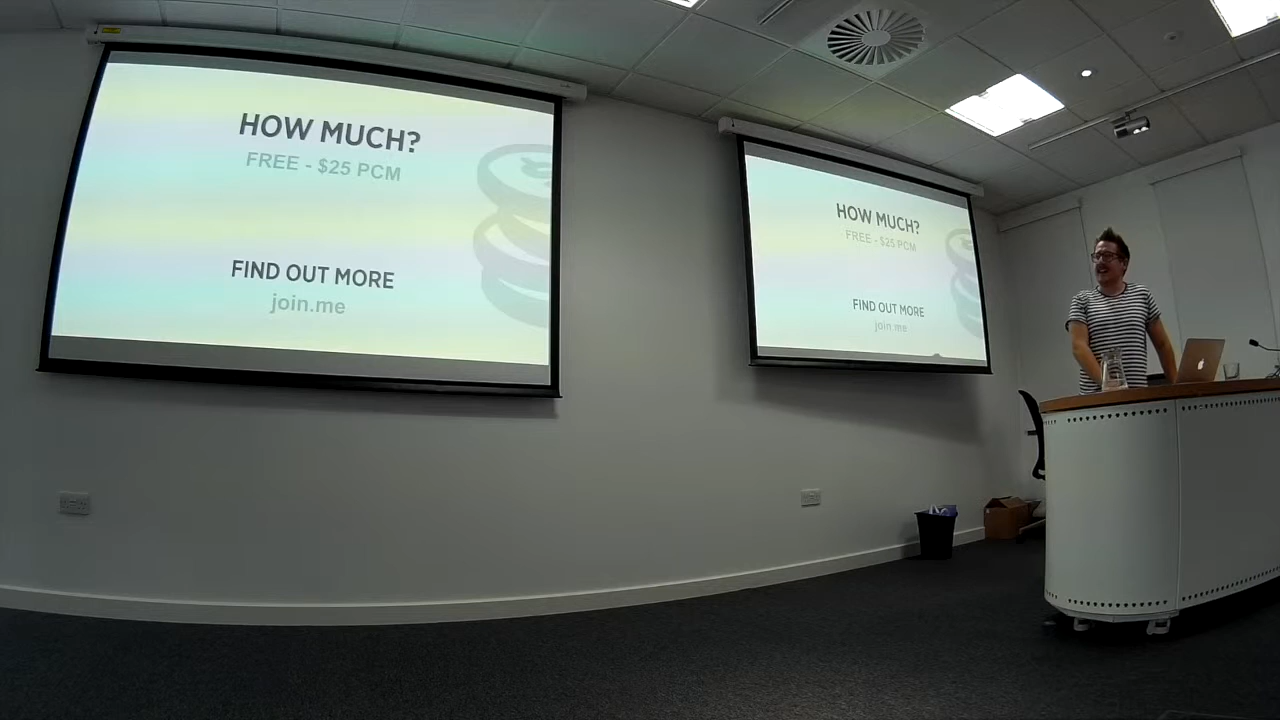 HOW MUCH?
FREE - $25 PCM
FIND OUT MORE
join.me
HOW MUCH?
FREE - $25 PCM
FIND OUT MORE
join.me